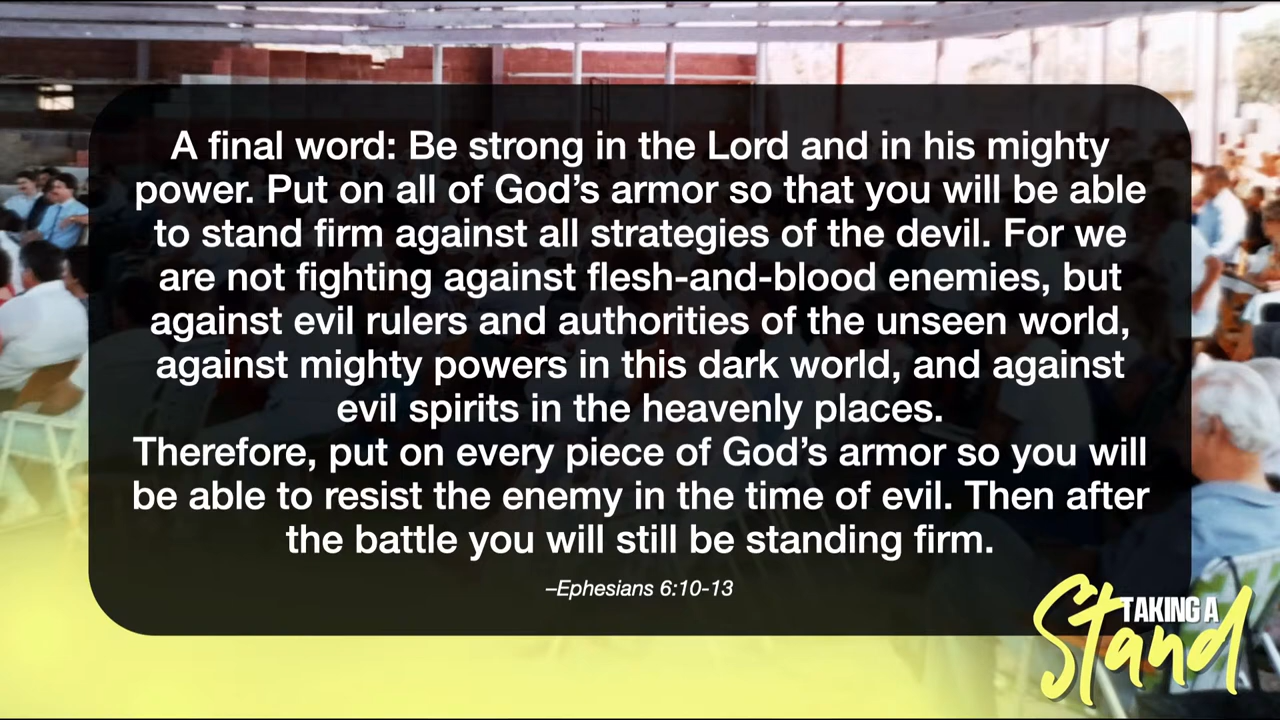 A final word: Be strong in the Lord and in his mighty
power. Put on all of God’s armor so that you will be able
to stand firm against all strategies of the devil. For we
are not fighting against flesh-and-blood enemies, but
against evil rulers and authorities of the unseen world,
against mighty powers in this dark world, and against
evil spirits in the heavenly places.
Therefore, put on every piece of God’s armor so you will
be able to resist the enemy in the time of evil. Then after
the battle you will still be standing firm.
–Ephesians 6:10-13
TAKING A
Stand